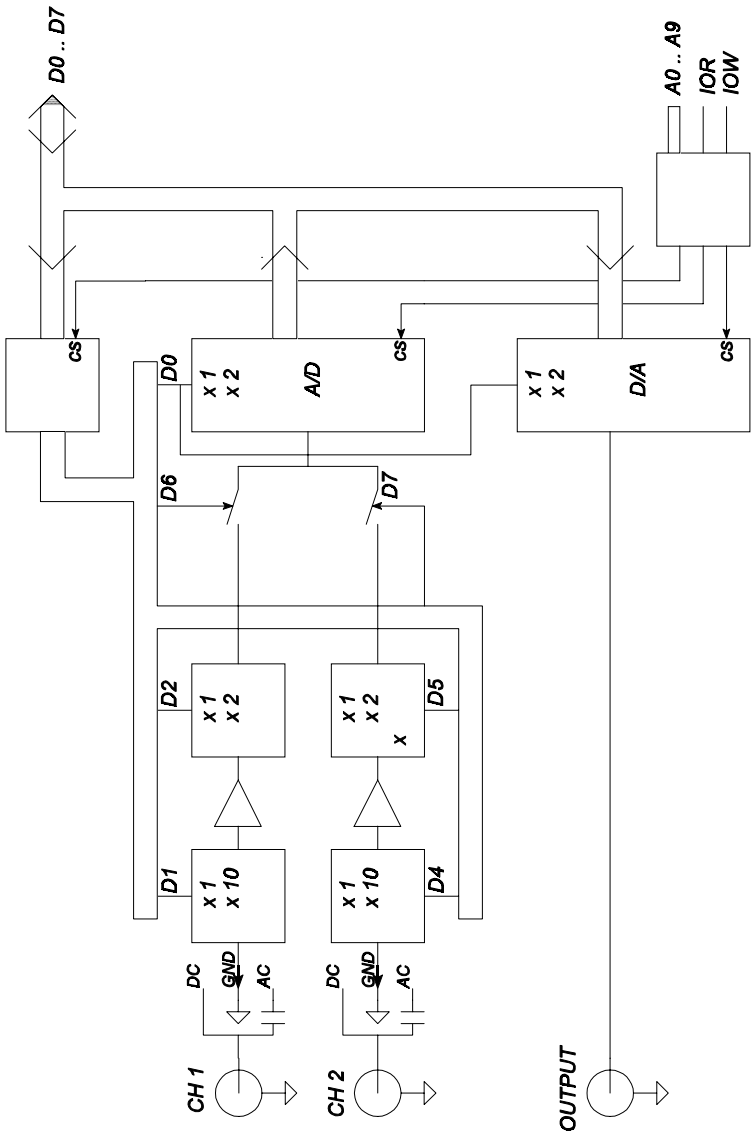 D0 .. D7
A0 .. A9
IOR
IOW
CS
D0
x 1
x 2
A/D
CS
x 1
x 2
D/A
CS
D6
D7
D2
x 1
x 2
x 1
x 2
x
D5
D1
x 1
x 10
x 1
x 10
D4
DC
GND
AC
DC
GND
AC
CH 1
CH 2
OUTPUT